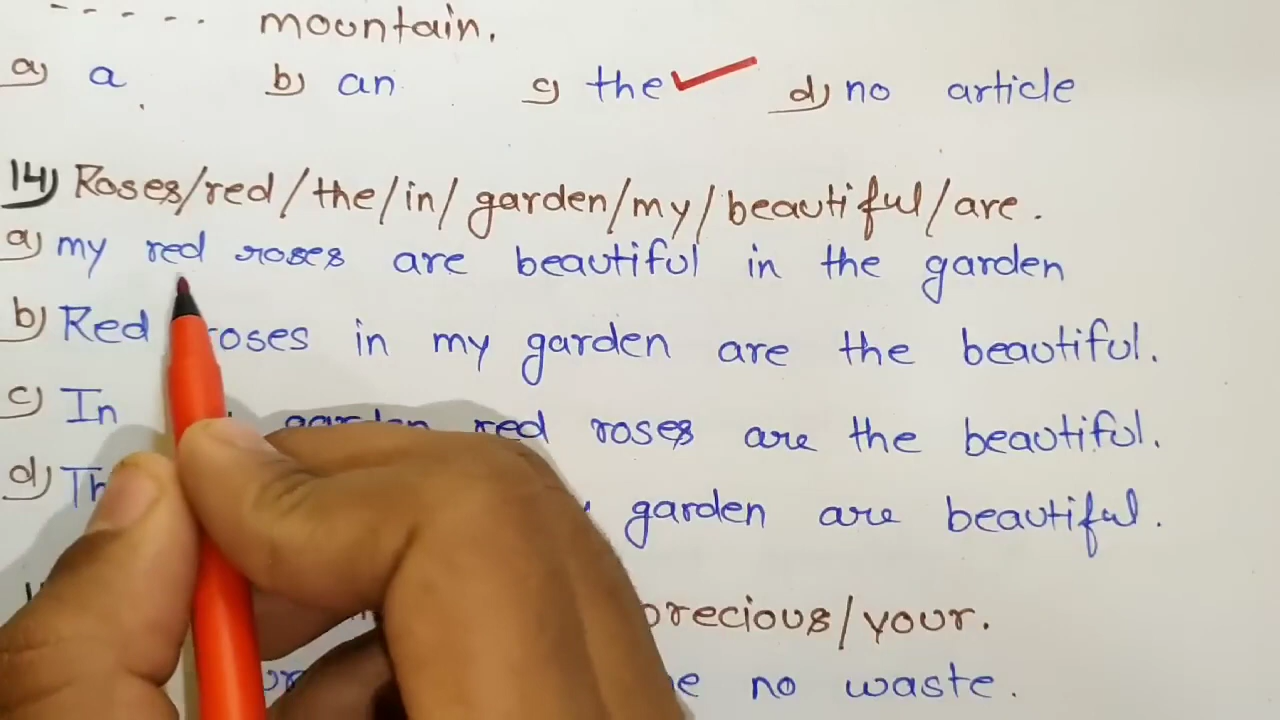 - - - - - mountain.
a) a b) an c) the d) no article
14) Roses/red/the/in/garden/my/beautiful/are.
a) my red roses are beautiful in the garden
b) Red roses in my garden are the beautiful.
c) In garden red roses are the beautiful.
d) garden are beautiful.
precious/your.
no waste.